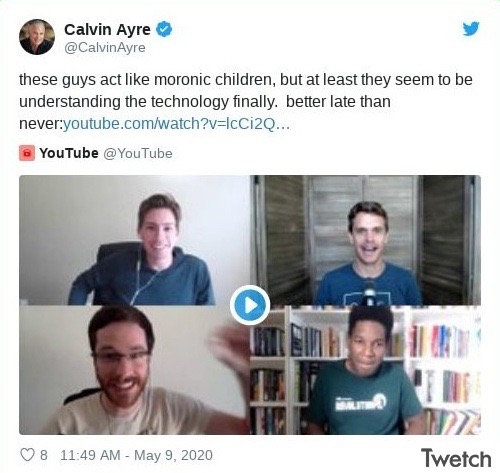 Calvin Ayre
@CalvinAyre
these guys act like moronic children, but at least they seem to be
understanding the technology finally.  better late than
never:youtube.com/watch?v=lcCi2Q…
YouTube @YouTube
8 11:49 AM - May 9, 2020
Twetch